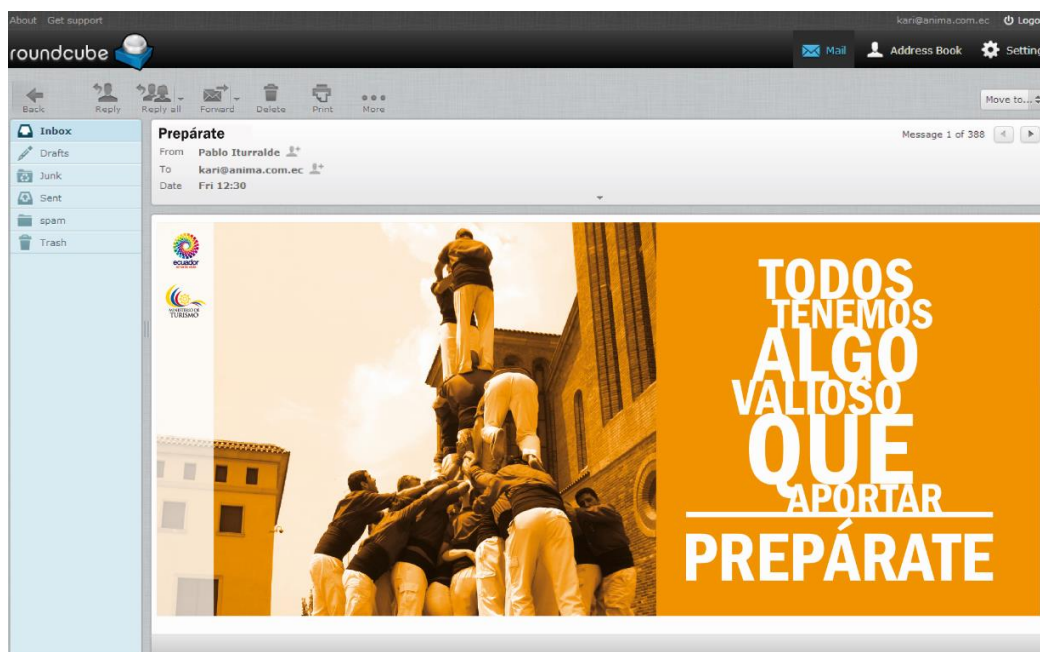 About Get support
kari@anima.com.ec Logo
roundcube
Mail Address Book Setting
Back Reply Reply all Forward Delete Print More
Move to...
Inbox
Drafts
Junk
Sent
spam
Trash
Prepárate
Message 1 of 388
From Pablo Iturralde
To kari@anima.com.ec
Date Fri 12:30
ecuador
MINISTERIO DE
TURISMO
TODOS
TENEMOS
ALGO
VALIOSO
QUE
APORTAR
PREPÁRATE